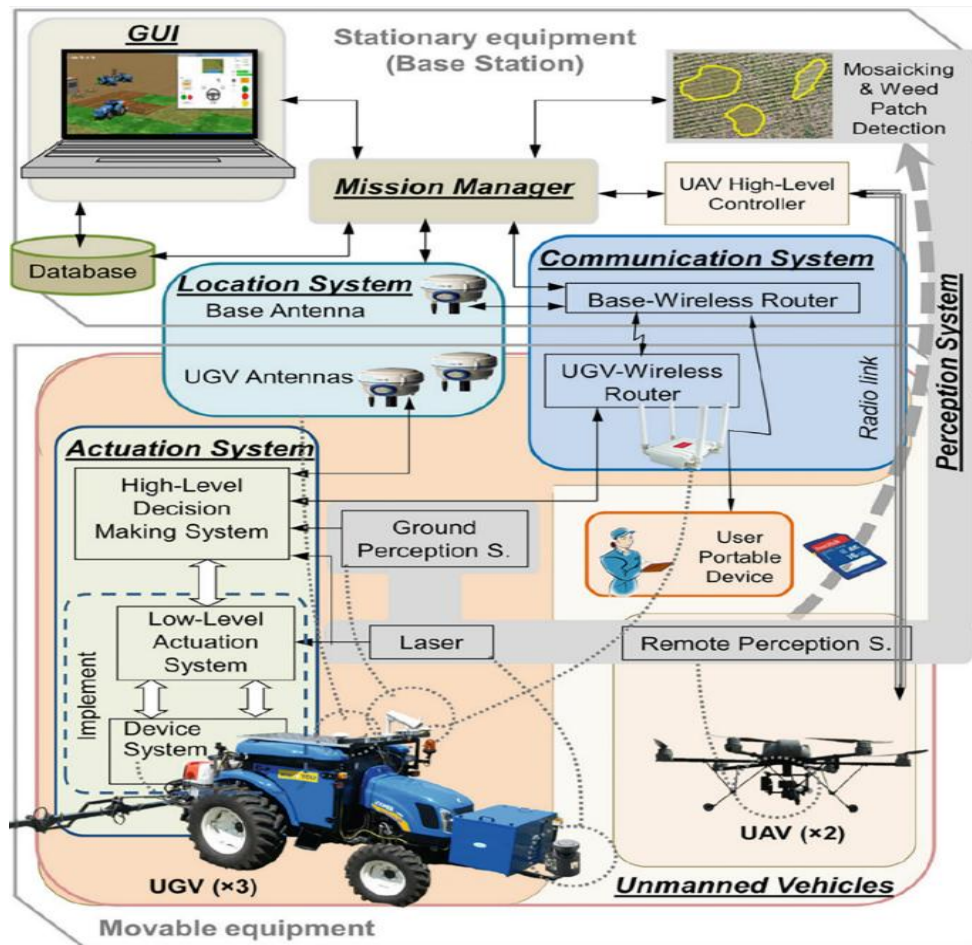 GUI
Stationary equipment
(Base Station)
Mosaicking
& Weed
Patch
Detection
Mission Manager
UAV High-Level
Controller
Database
Location System
Base Antenna
UGV Antennas
Communication System
Base-Wireless Router
UGV-Wireless
Router
Radio link
Perception System
Actuation System
High-Level
Decision
Making System
Ground
Perception S.
User
Portable
Device
Low-Level
Actuation
System
Laser
Remote Perception S.
Implement
Device
System
UGV (×3)
UAV (×2)
Unmanned Vehicles
Movable equipment